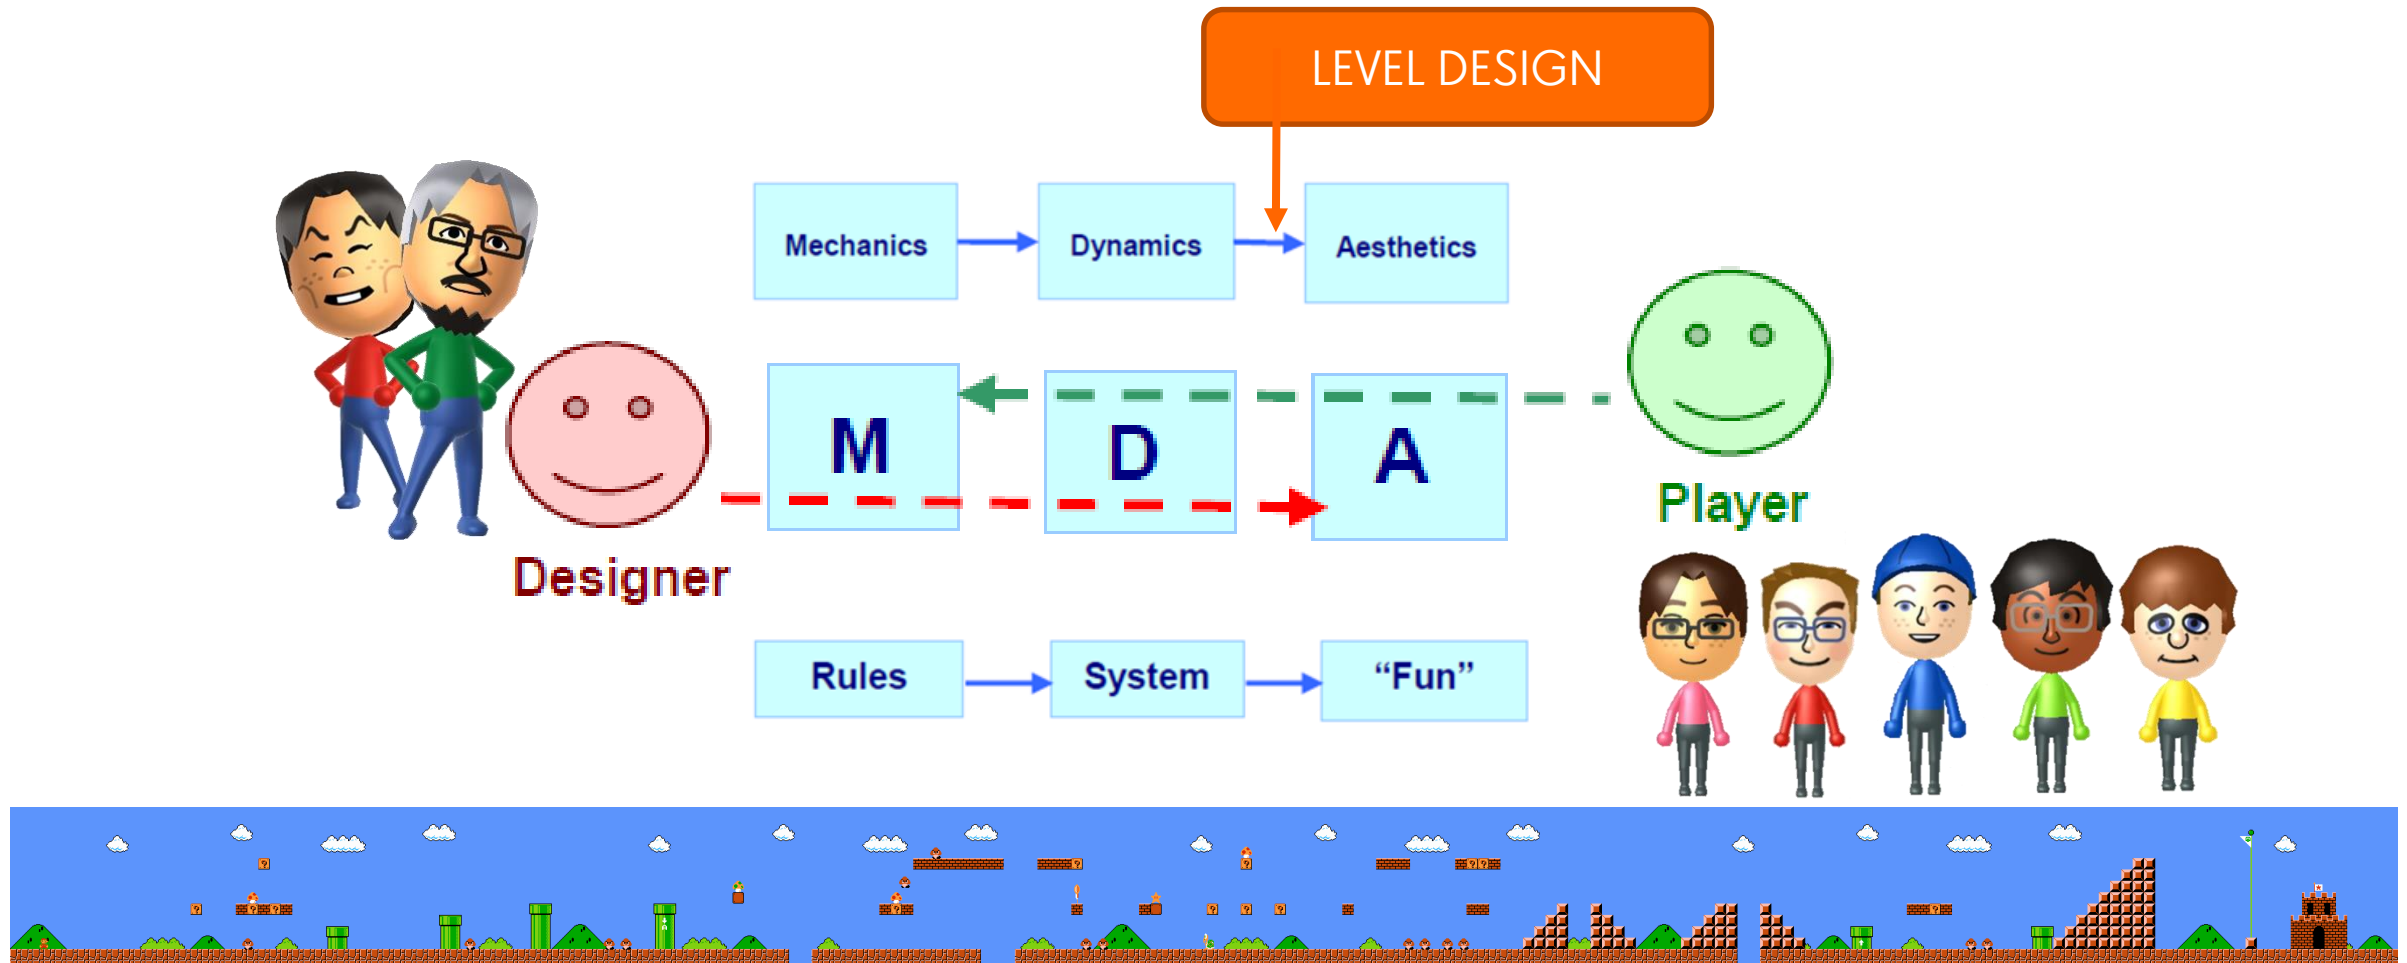 LEVEL DESIGN
Mechanics
Dynamics
Aesthetics
M
D
A
Designer
Player
Rules
System
“Fun”
?
?
?
?
?
?
?
?
?
?
?
?
?